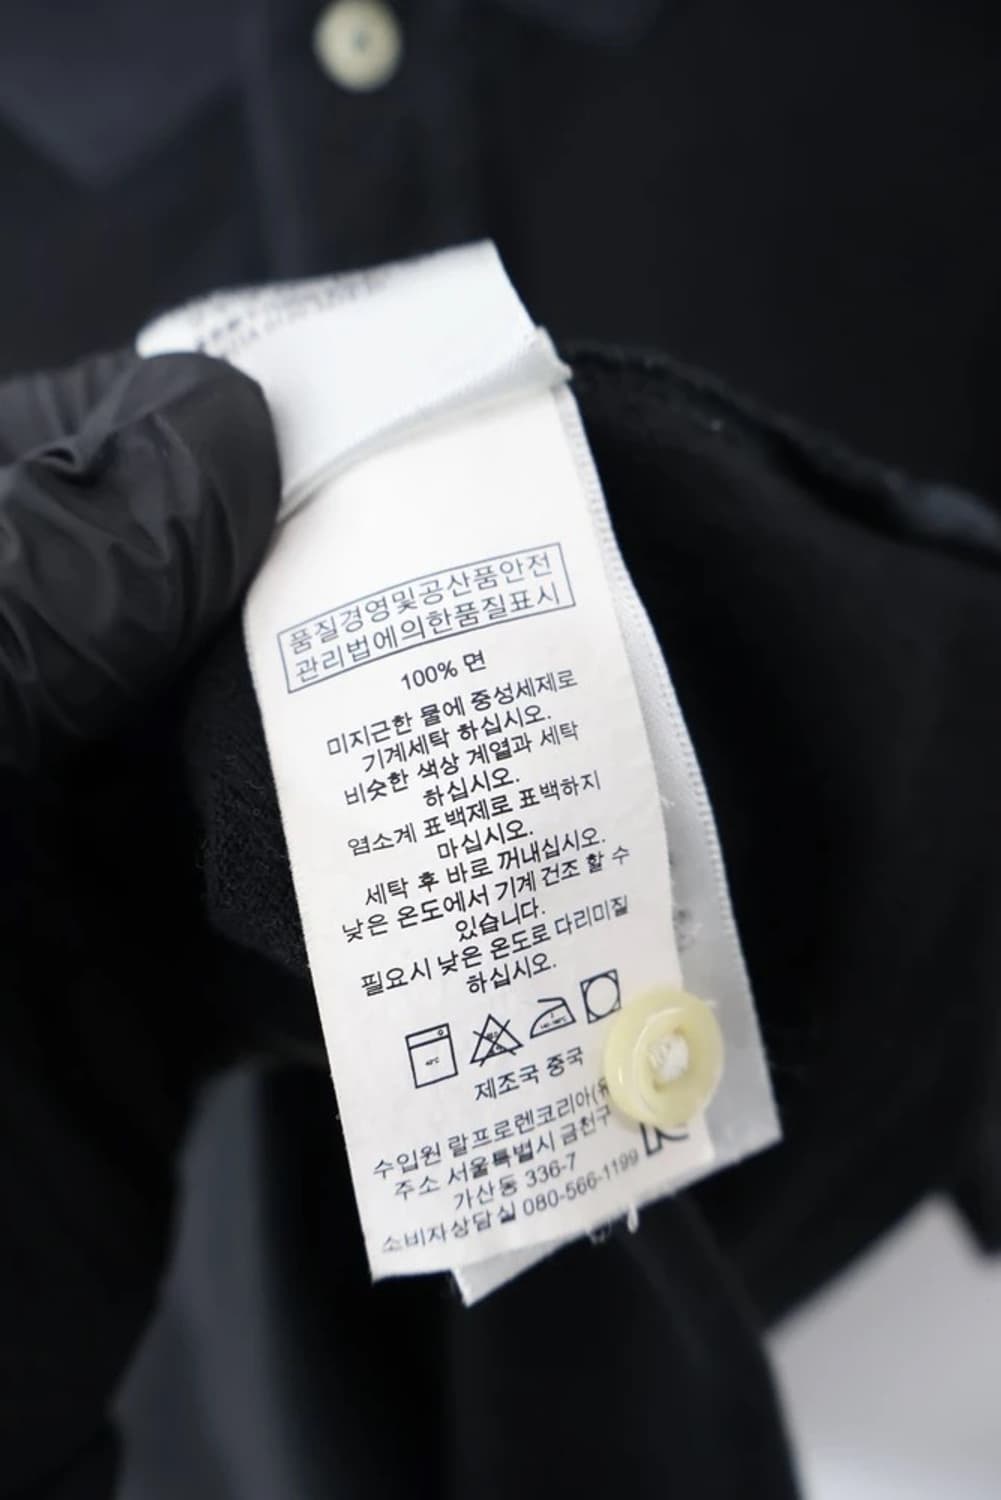 품질경영및공산품안전
관리법에의한품질표시
100% 면
미지근한 물에 중성세제로
기계세탁 하십시오.
비슷한 색상 계열과 세탁
하십시오.
염소계 표백제로 표백하지
마십시오.
세탁 후 바로 꺼내십시오.
낮은 온도에서 기계 건조 할 수
있습니다.
필요시 낮은 온도로 다리미질
하십시오.
제조국 중국
수입원 랄프로렌코리아(유
주소 서울특별시 금천구
가산동 336-7
소비자상담실 080-566-1199